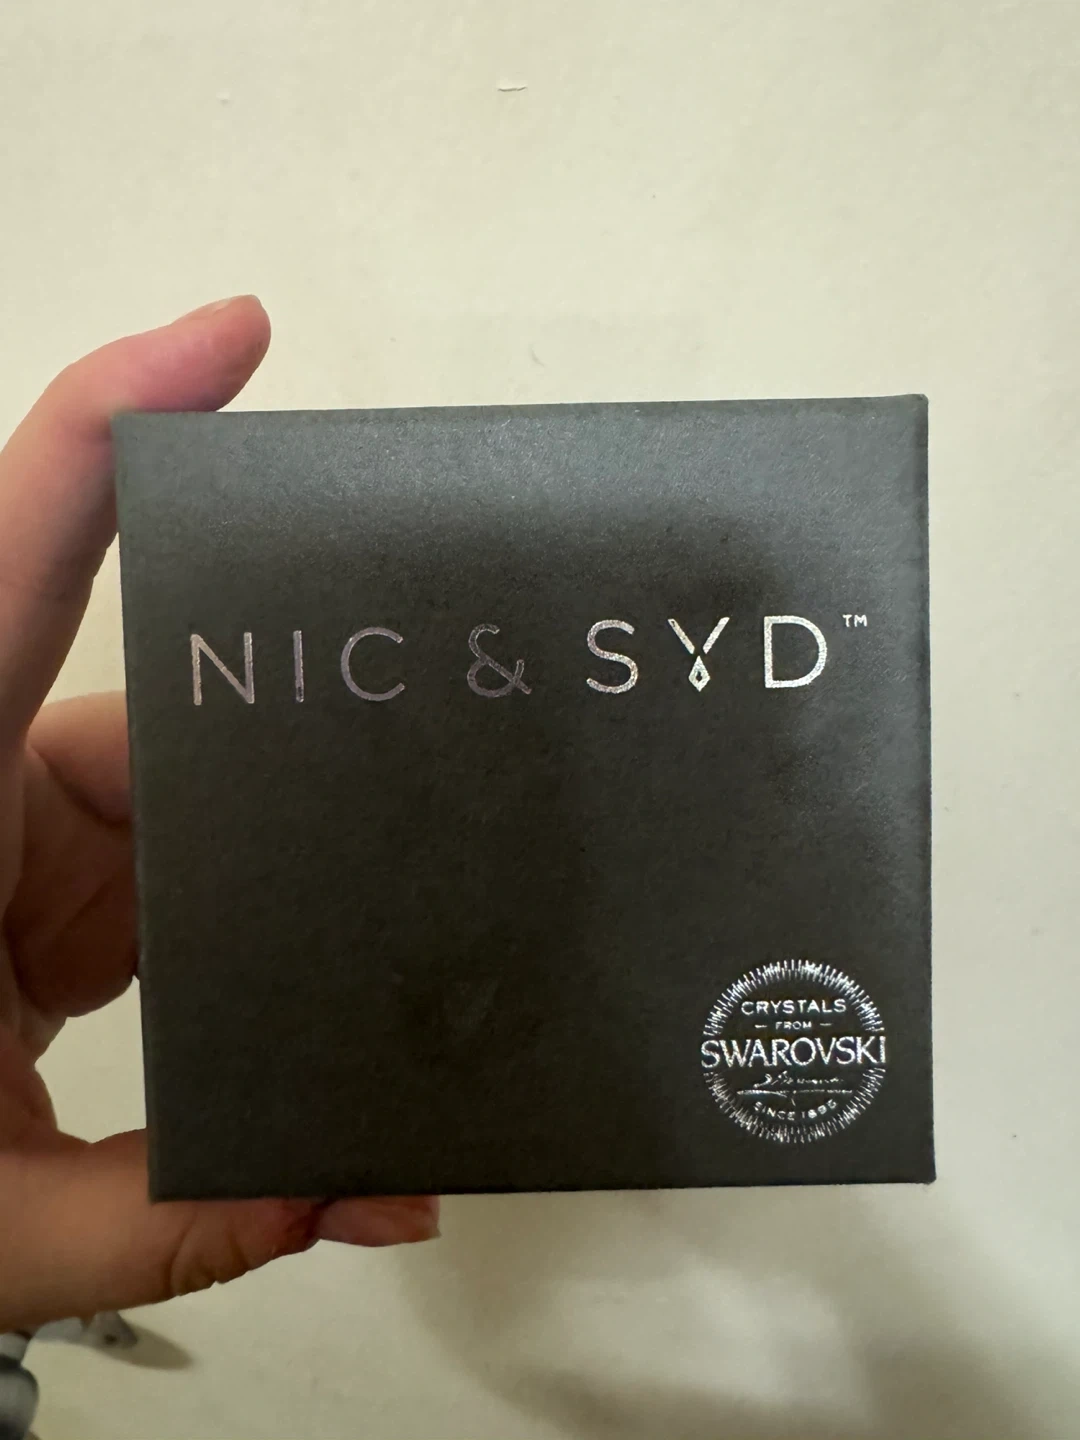 NIC & SYD™
CRYSTALS
– FROM –
SWAROVSKI
SINCE 1895